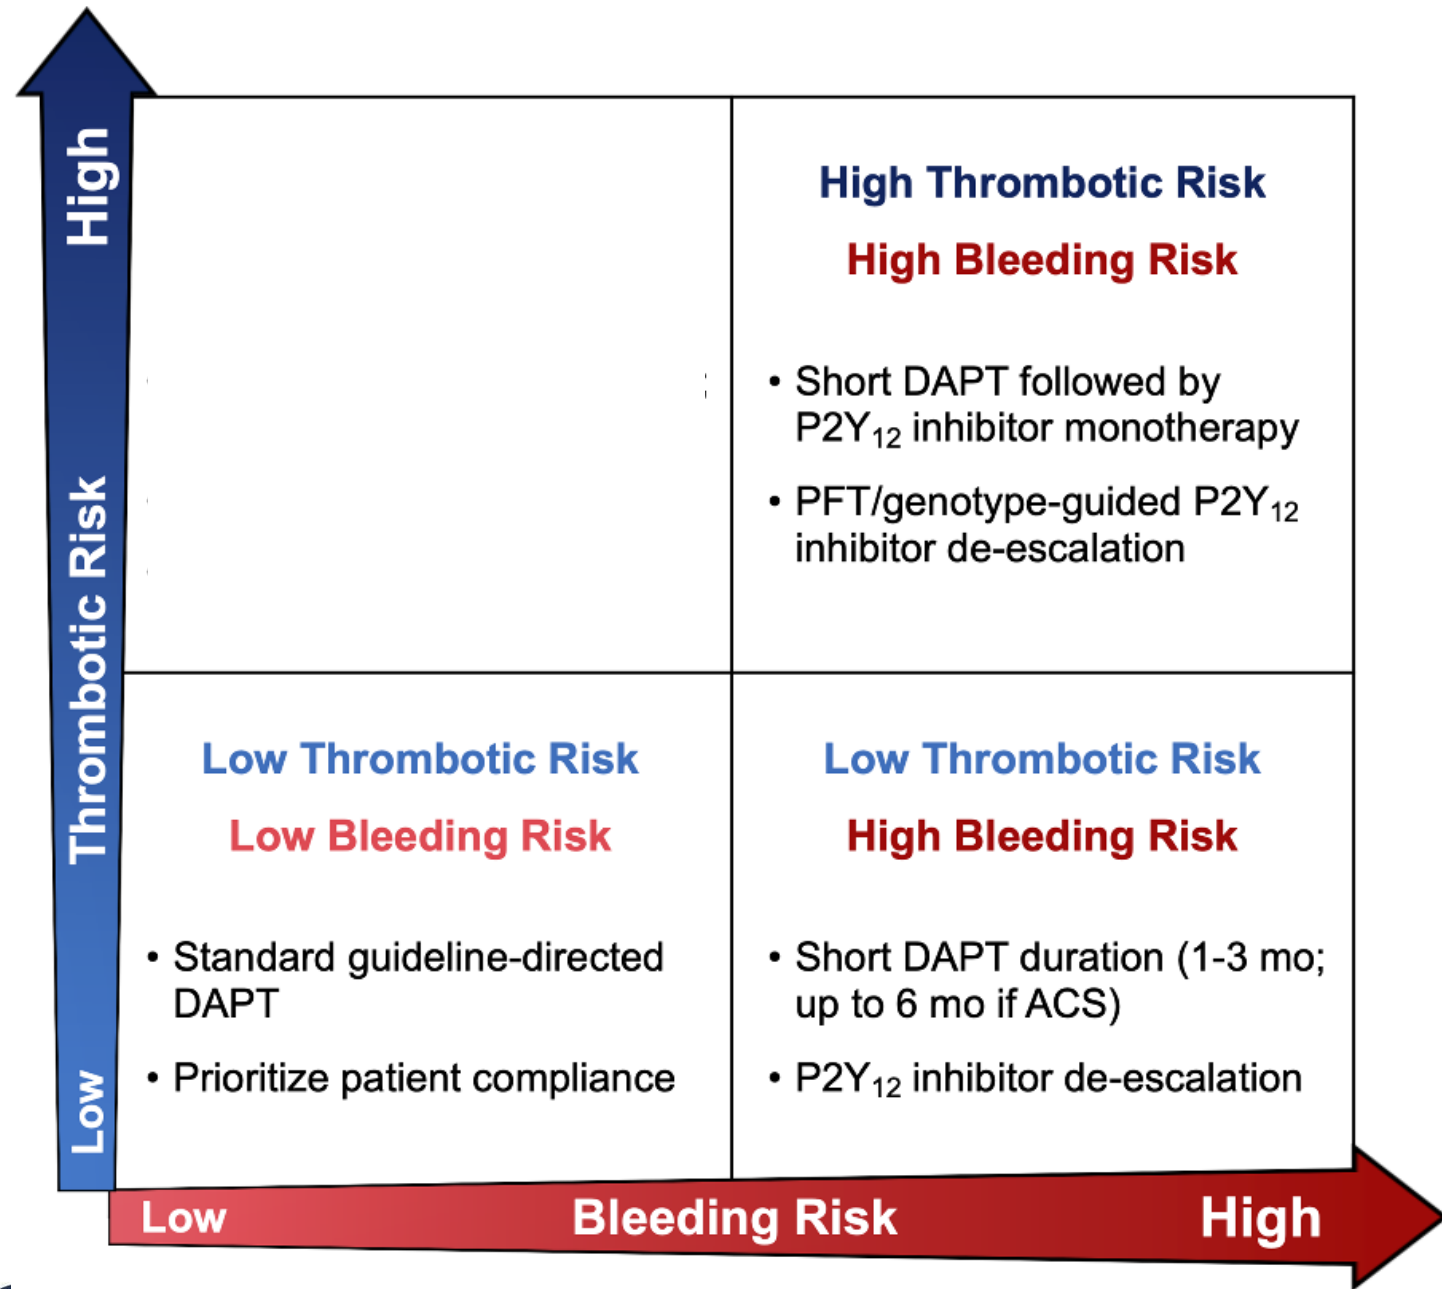 High
Thrombotic Risk
Low
High Thrombotic Risk
High Bleeding Risk
• Short DAPT followed by
P2Y₁₂ inhibitor monotherapy
• PFT/genotype-guided P2Y₁₂
inhibitor de-escalation
Low Thrombotic Risk
Low Bleeding Risk
• Standard guideline-directed
DAPT
• Prioritize patient compliance
Low Thrombotic Risk
High Bleeding Risk
• Short DAPT duration (1-3 mo;
up to 6 mo if ACS)
• P2Y₁₂ inhibitor de-escalation
Low
Bleeding Risk
High